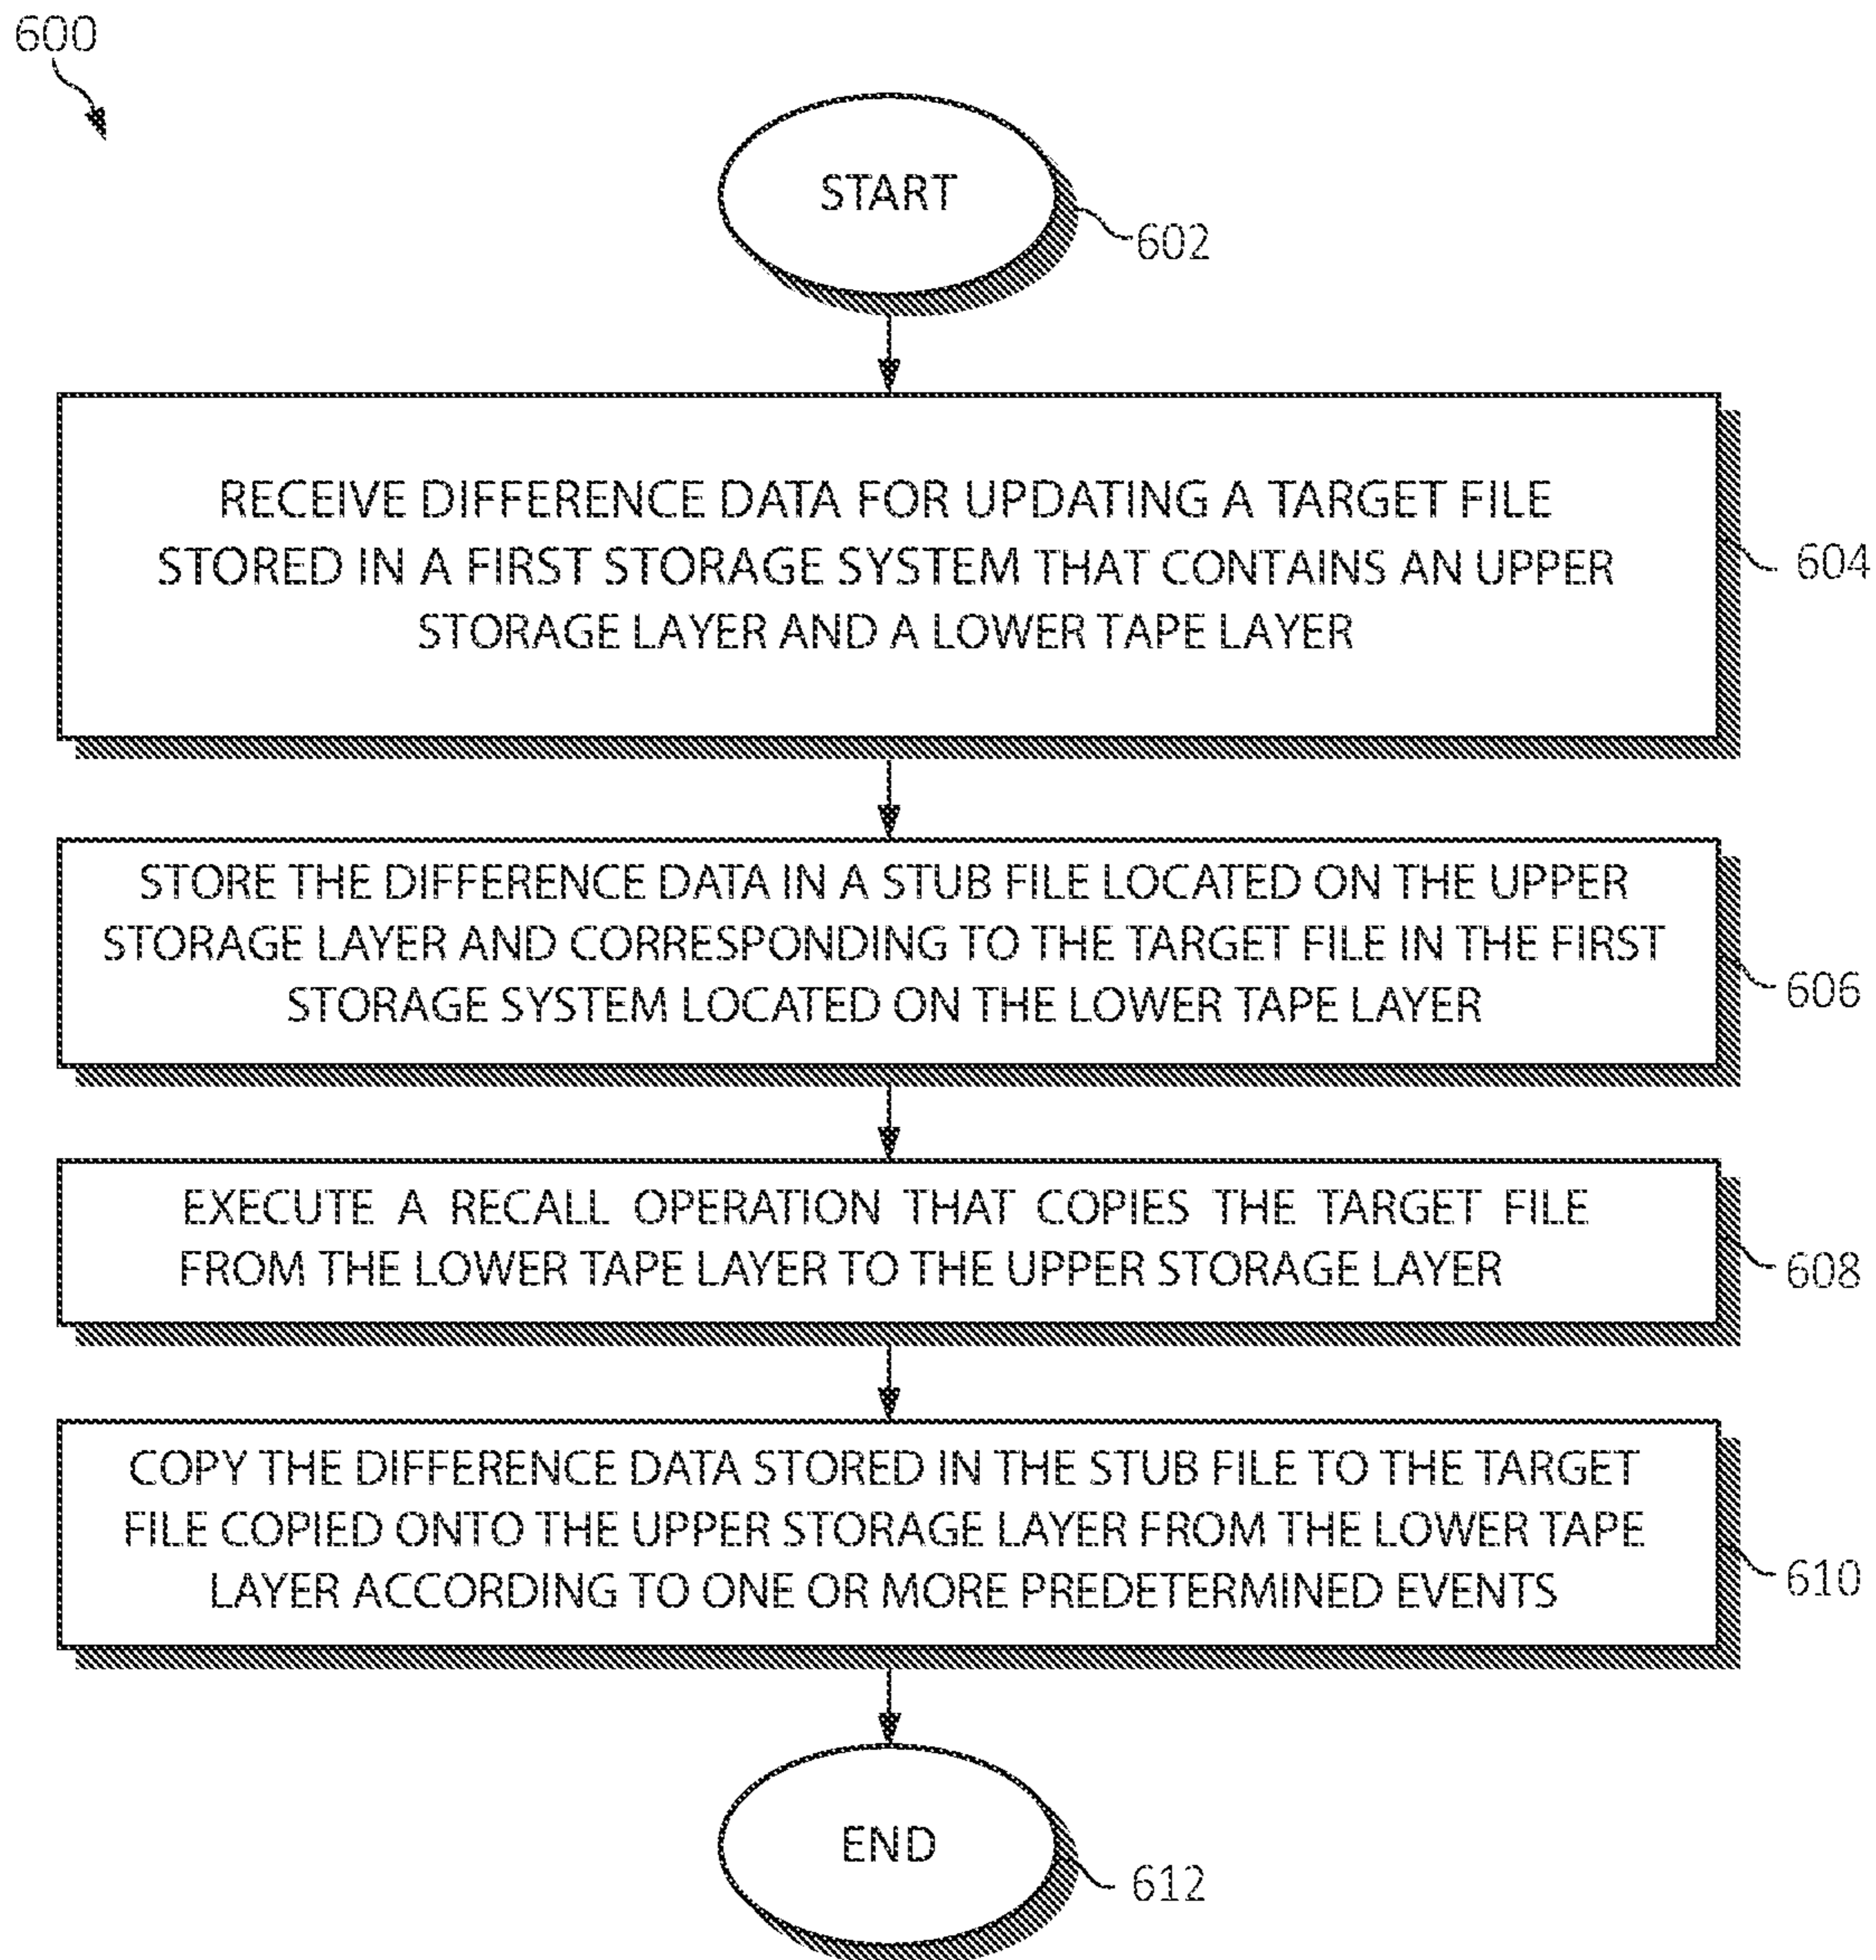 600
START
602
RECEIVE DIFFERENCE DATA FOR UPDATING A TARGET FILE
STORED IN A FIRST STORAGE SYSTEM THAT CONTAINS AN UPPER
STORAGE LAYER AND A LOWER TAPE LAYER
604
STORE THE DIFFERENCE DATA IN A STUB FILE LOCATED ON THE UPPER
STORAGE LAYER AND CORRESPONDING TO THE TARGET FILE IN THE FIRST
STORAGE SYSTEM LOCATED ON THE LOWER TAPE LAYER
606
EXECUTE A RECALL OPERATION THAT COPIES THE TARGET FILE
FROM THE LOWER TAPE LAYER TO THE UPPER STORAGE LAYER
608
COPY THE DIFFERENCE DATA STORED IN THE STUB FILE TO THE TARGET
FILE COPIED ONTO THE UPPER STORAGE LAYER FROM THE LOWER TAPE
LAYER ACCORDING TO ONE OR MORE PREDETERMINED EVENTS
610
END
612